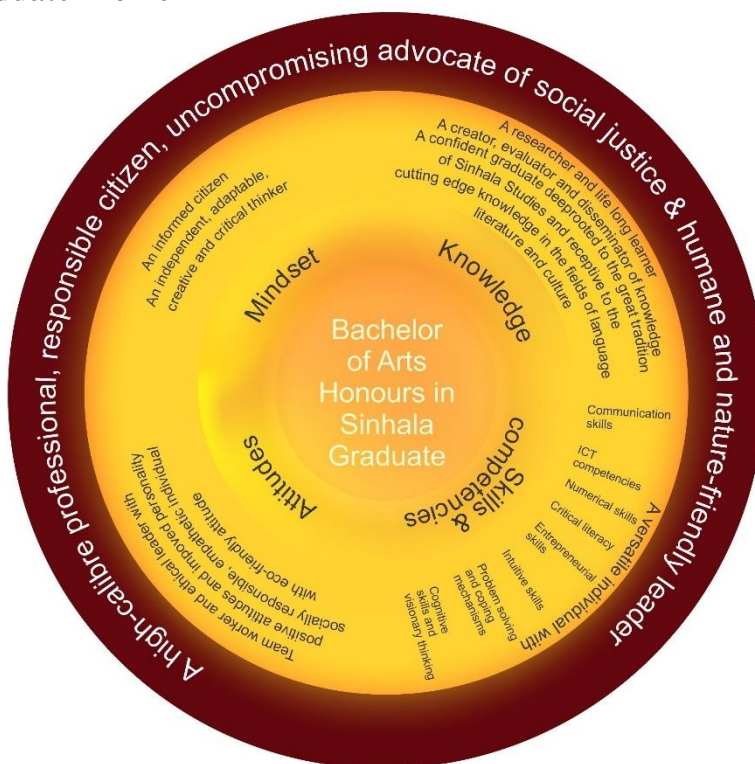 A high-calibre professional, responsible citizen, uncompromising advocate of social justice & humane and nature-friendly leader
Bachelor
of Arts
Honours in
Sinhala
Graduate
Mindset
An informed citizen
An independent, adaptable,
creative and critical thinker
Knowledge
A researcher and life long learner
A creator, evaluator and disseminator of knowledge
A confident graduate deeprooted to the great tradition
of Sinhala Studies and receptive to the
cutting edge knowledge in the fields of language
literature and culture
Skills &
competencies
A versatile individual with
Communication
skills
ICT
competencies
Numerical skills
Critical literacy
Entrepreneurial
skills
Intuitive skills
Problem solving
and coping
mechanisms
Cognitive
skills and
visionary thinking
Attitudes
Team worker and ethical leader with
positive attitudes and improved personality
socially responsible, empathetic individual
with eco-friendly attitude